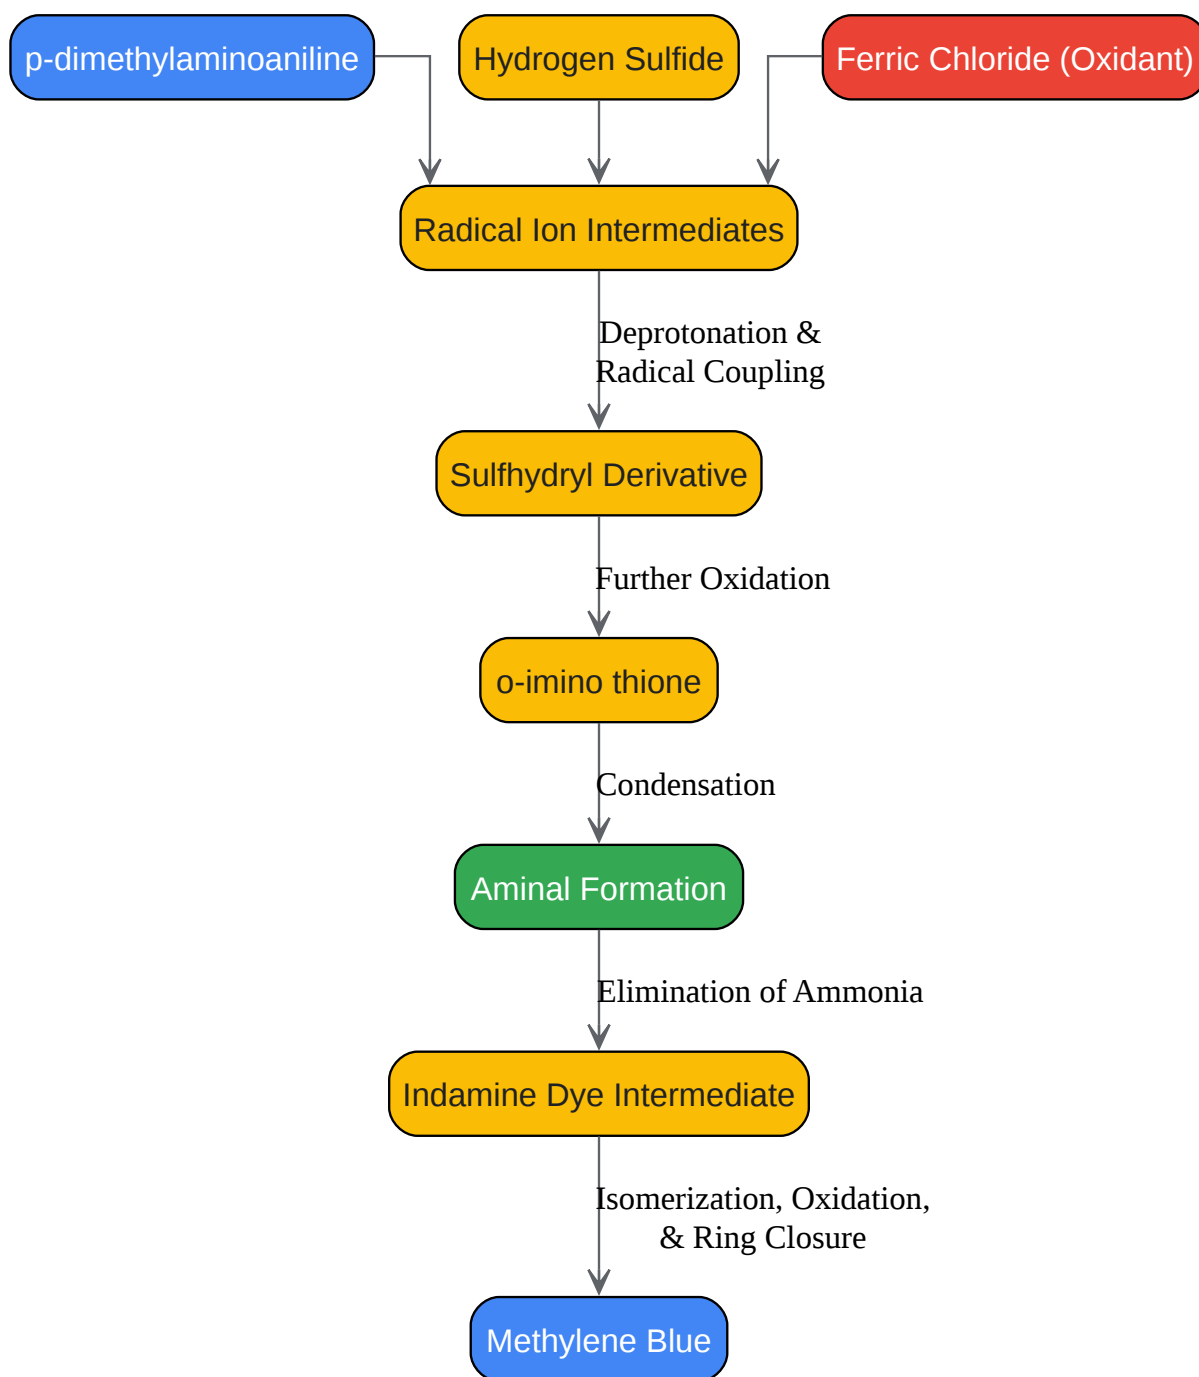 p-dimethylaminoaniline
Hydrogen Sulfide
Ferric Chloride (Oxidant)
Radical Ion Intermediates
Deprotonation &
Radical Coupling
Sulfhydryl Derivative
Further Oxidation
o-imino thione
Condensation
Aminal Formation
Elimination of Ammonia
Indamine Dye Intermediate
Isomerization, Oxidation,
& Ring Closure
Methylene Blue